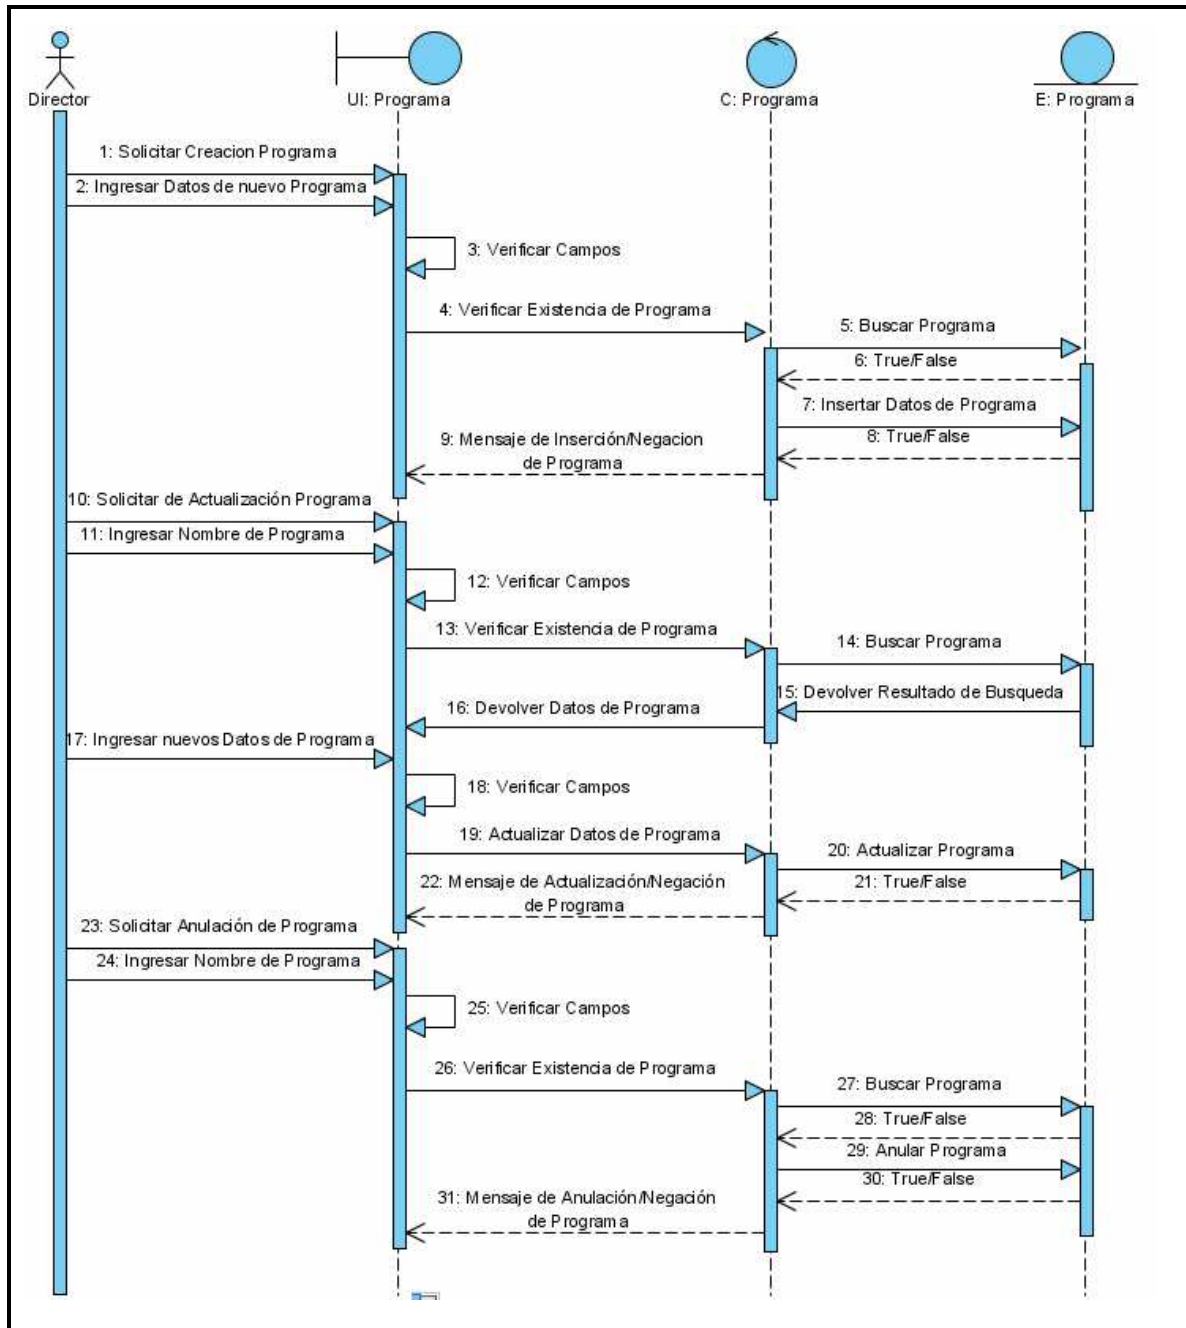 Director
UI: Programa
C: Programa
E: Programa
1: Solicitar Creacion Programa
2: Ingresar Datos de nuevo Programa
3: Verificar Campos
4: Verificar Existencia de Programa
5: Buscar Programa
6: True/False
7: Insertar Datos de Programa
8: True/False
9: Mensaje de Inserción/Negacion
de Programa
10: Solicitar de Actualización Programa
11: Ingresar Nombre de Programa
12: Verificar Campos
13: Verificar Existencia de Programa
14: Buscar Programa
15: Devolver Resultado de Busqueda
16: Devolver Datos de Programa
17: Ingresar nuevos Datos de Programa
18: Verificar Campos
19: Actualizar Datos de Programa
20: Actualizar Programa
21: True/False
22: Mensaje de Actualización/Negación
de Programa
23: Solicitar Anulación de Programa
24: Ingresar Nombre de Programa
25: Verificar Campos
26: Verificar Existencia de Programa
27: Buscar Programa
28: True/False
29: Anular Programa
30: True/False
31: Mensaje de Anulación/Negación
de Programa